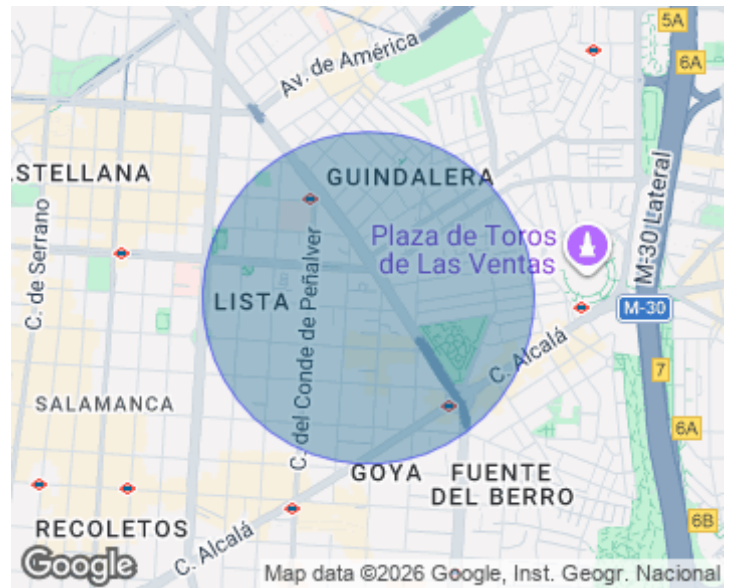 5A
6A
Av. de América
ASTELLANA
GUINDALERA
Plaza de Toros
de Las Ventas
M-30 Lateral
C. de Serrano
LISTA
C. del Conde de Peñalver
M-30
C. Alcalá
7
SALAMANCA
6A
GOYA
FUENTE
DEL BERRO
RECOLETOS
6B
C. Alcalá
Google
Map data ©2026 Google, Inst. Geogr. Nacional